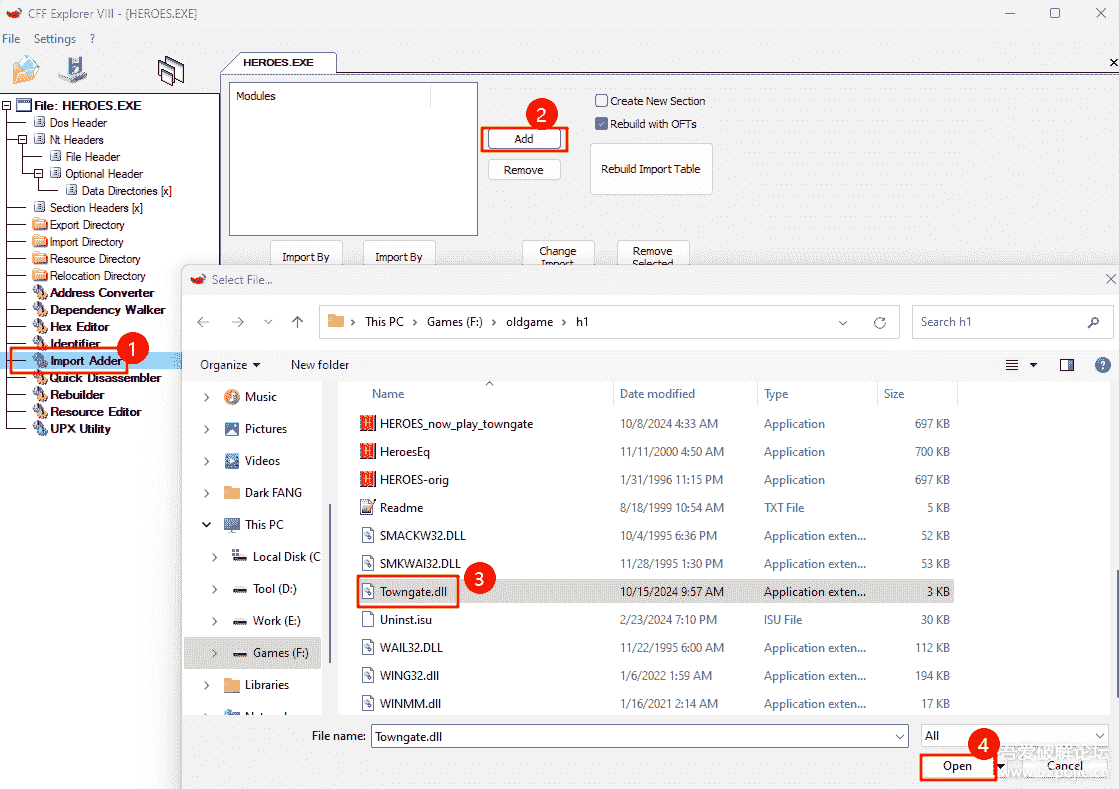 CFF Explorer VIII - [HEROES.EXE]
File Settings ?
HEROES.EXE
File: HEROES.EXE
Dos Header
Nt Headers
File Header
Optional Header
Data Directories [x]
Section Headers [x]
Export Directory
Import Directory
Resource Directory
Relocation Directory
Address Converter
Dependency Walker
Hex Editor
Identifier
Import Adder
Quick Disassembler
Rebuilder
Resource Editor
UPX Utility
1
Modules
2
Add
Remove
Create New Section
Rebuild with OFTs
Rebuild Import Table
Import By
Import By
Change
Import
Remove
Selected
Select File...
This PC > Games (F:) > oldgame > h1
Search h1
Organize
New folder
Music
Pictures
Videos
Dark FANG
This PC
Local Disk (C
Tool (D:)
Work (E:)
Games (F:)
Libraries
Name Date modified Type Size
HEROES_now_play_towngate 10/8/2024 4:33 AM Application 697 KB
HeroesEq 11/11/2000 4:50 AM Application 700 KB
HEROES-orig 1/31/1996 11:15 PM Application 697 KB
Readme 8/18/1999 10:54 AM TXT File 5 KB
SMACKW32.DLL 10/4/1995 6:36 PM Application exten... 52 KB
SMKWAI32.DLL 11/28/1995 1:30 PM Application exten... 53 KB
3
Towngate.dll 10/15/2024 9:57 AM Application exten... 3 KB
Uninst.isu 2/23/2024 7:10 PM ISU File 30 KB
WAIL32.DLL 11/22/1995 6:00 AM Application exten... 112 KB
WING32.dll 1/6/2022 1:59 AM Application exten... 194 KB
WINMM.dll 1/16/2021 2:14 AM Application exten... 17 KB
File name: Towngate.dll
All
4
Open
Cancel
吾爱破解论坛
www.52pojie.cn